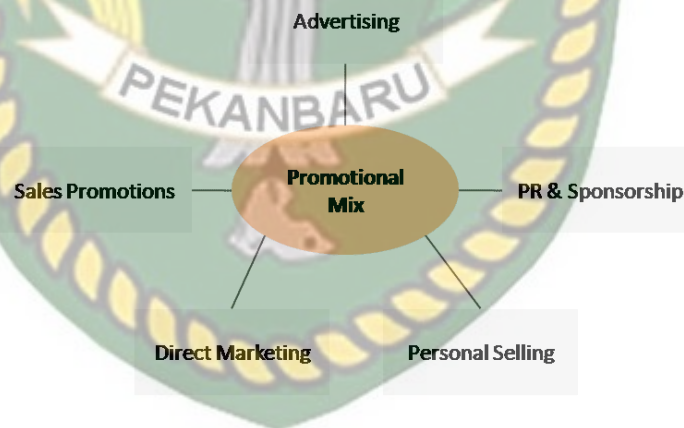 Advertising
PEKANBARU
Sales Promotions
Promotional
Mix
PR & Sponsorship
Direct Marketing
Personal Selling